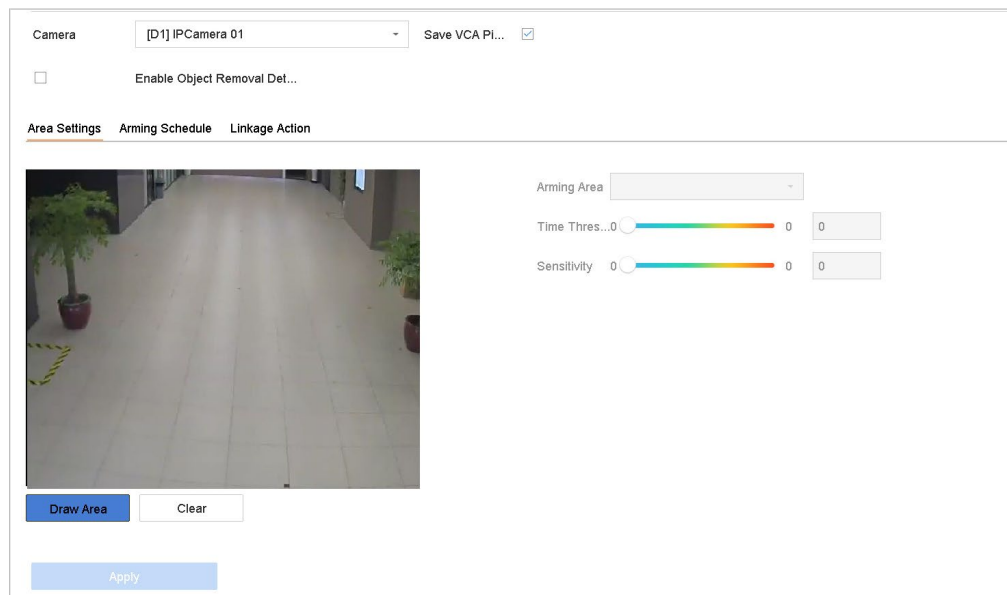 Camera [D1] IPCamera 01 Save VCA Pi...
Enable Object Removal Det...
Area Settings Arming Schedule Linkage Action
Arming Area
Time Thres...0 0 0
Sensitivity 0 0 0
Draw Area Clear
Apply